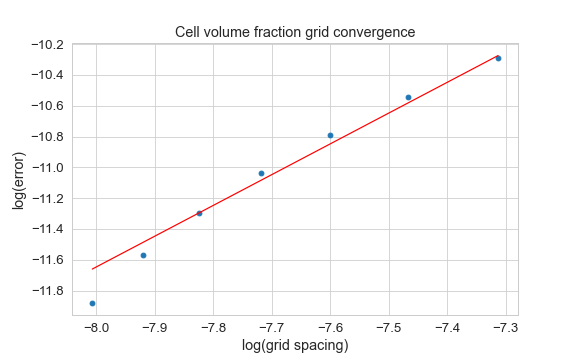 Cell volume fraction grid convergence
−10.2
−10.4
−10.6
−10.8
−11.0
−11.2
−11.4
−11.6
−11.8
log(error)
−8.0 −7.9 −7.8 −7.7 −7.6 −7.5 −7.4 −7.3
log(grid spacing)